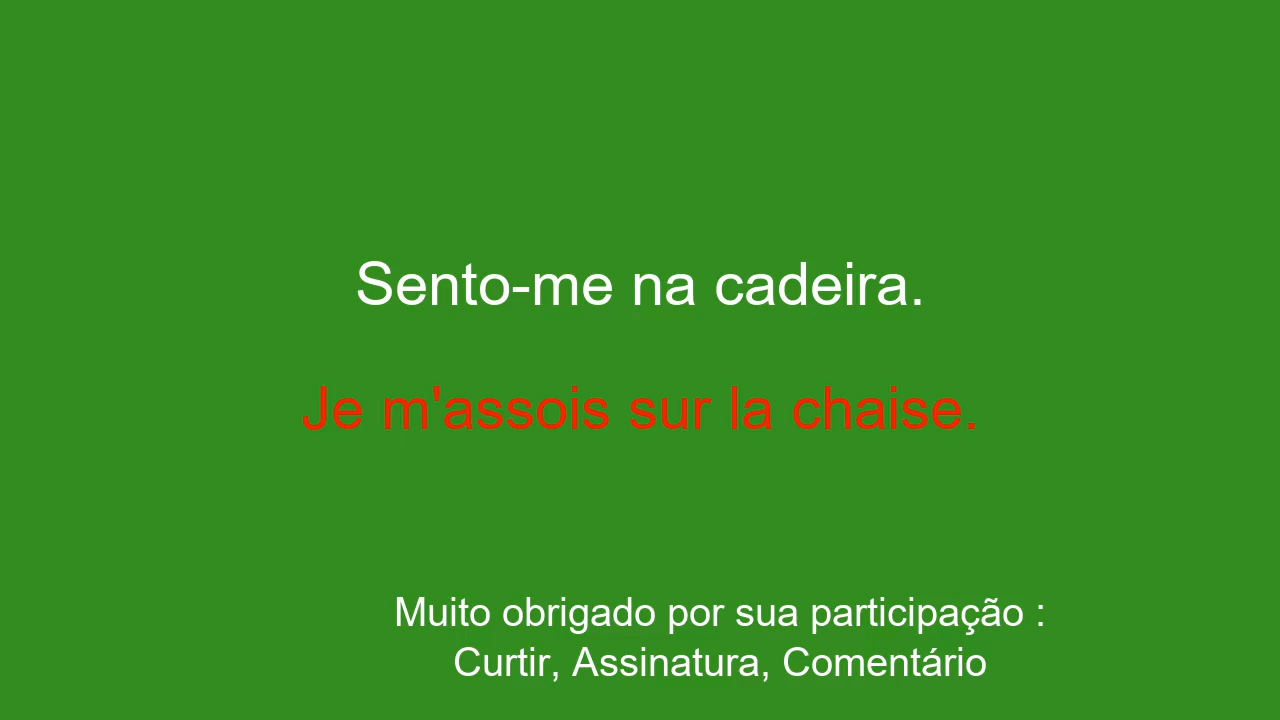 Sento-me na cadeira.
Je m'assois sur la chaise.
Muito obrigado por sua participação :
Curtir, Assinatura, Comentário